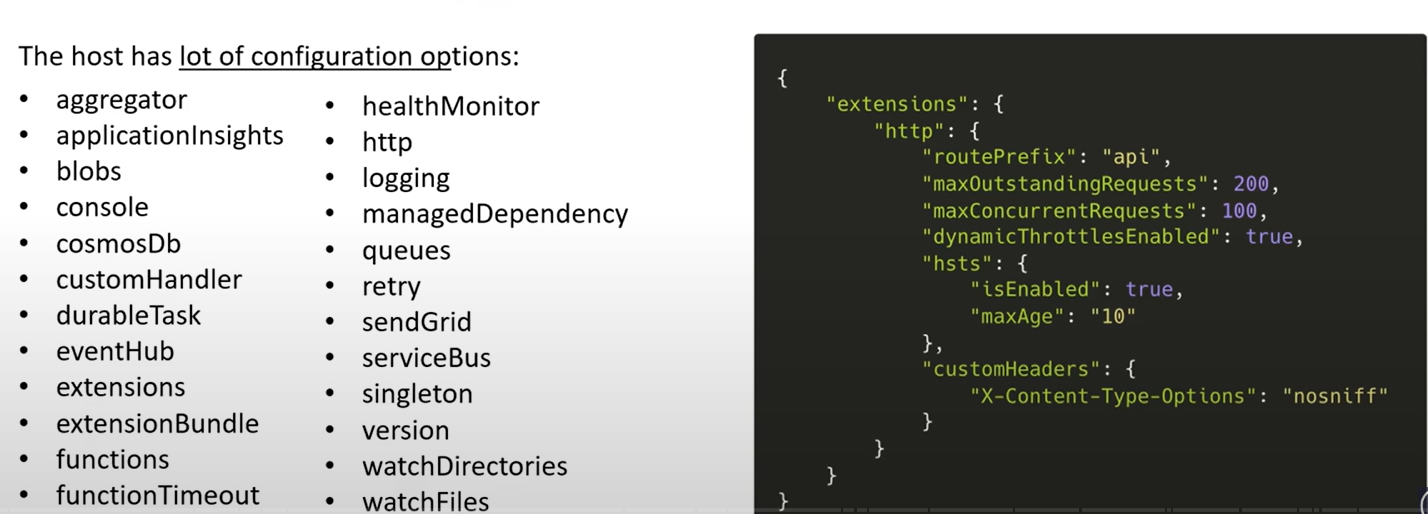 The host has lot of configuration options:
• aggregator
• applicationInsights
• blobs
• console
• cosmosDb
• customHandler
• durableTask
• eventHub
• extensions
• extensionBundle
• functions
• functionTimeout
• healthMonitor
• http
• logging
• managedDependency
• queues
• retry
• sendGrid
• serviceBus
• singleton
• version
• watchDirectories
• watchFiles
{
    "extensions": {
        "http": {
            "routePrefix": "api",
            "maxOutstandingRequests": 200,
            "maxConcurrentRequests": 100,
            "dynamicThrottlesEnabled": true,
            "hsts": {
                "isEnabled": true,
                "maxAge": "10"
            },
            "customHeaders": {
                "X-Content-Type-Options": "nosniff"
            }
        }
    }
}